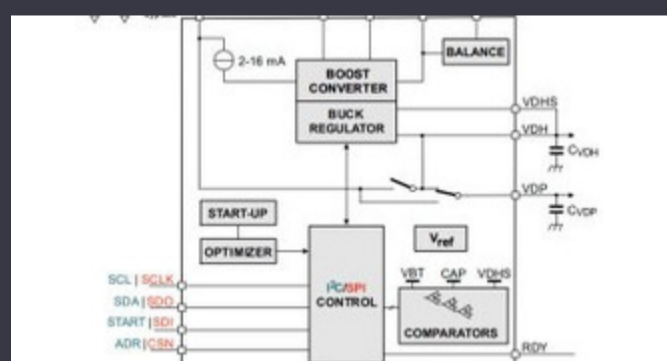 2-16 mA
BALANCE
BOOST
CONVERTER
BUCK
REGULATOR
VDHS
VDH
CVDH
VDP
CVDP
START-UP
OPTIMIZER
Vref
SCL | SCLK
SDA | SDO
START | SDI
ADR | CSN
I²C/SPI
CONTROL
VBT CAP VDHS
COMPARATORS
RDY